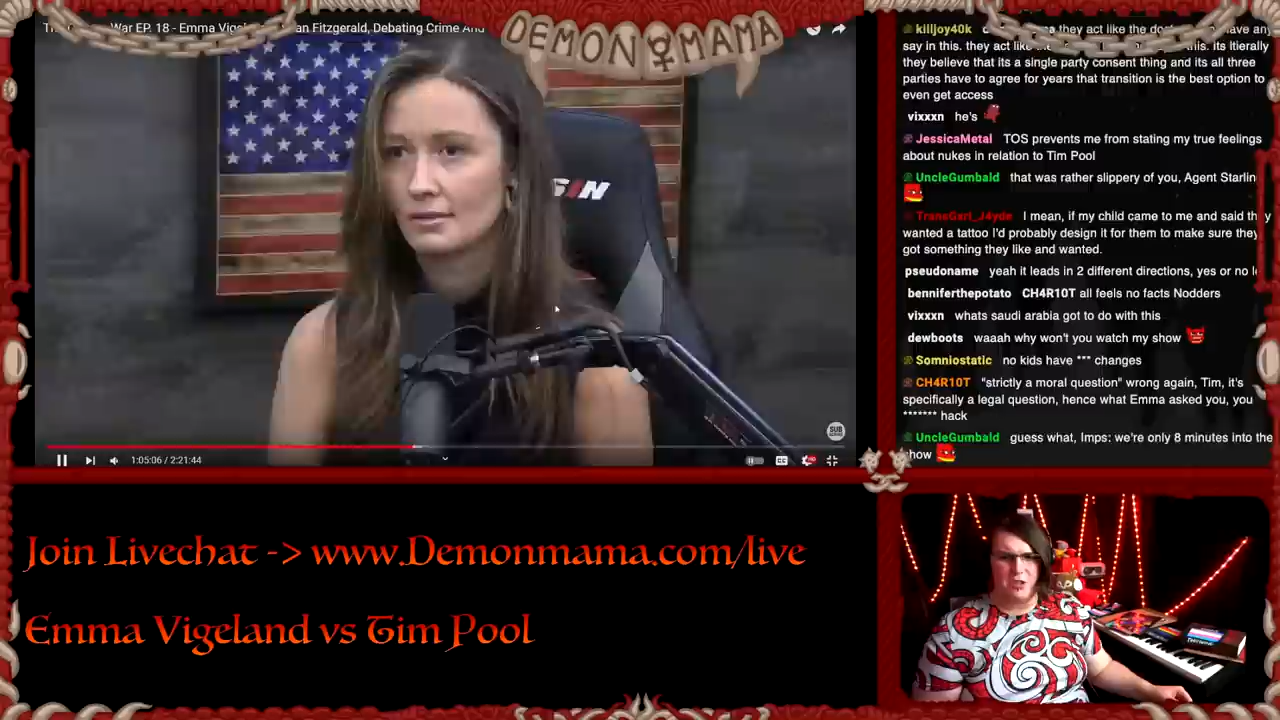 War EP. 18 - Emma
an Fitzgerald, Debating Crime And
DEMON MAMA
SUB
1:05:06 / 2:21:44
CC
killjoy40k
they act like the
say in this. they act like
they believe that its a single party consent thing and its all three
parties have to agree for years that transition is the best option to
even get access
vixxxn he's
JessicaMetal TOS prevents me from stating my true feelings
about nukes in relation to Tim Pool
UncleGumbald that was rather slippery of you, Agent Starlin
TransGarl_J4yde I mean, if my child came to me and said they
wanted a tattoo I'd probably design it for them to make sure they
got something they like and wanted.
pseudoname yeah it leads in 2 different directions, yes or no
benniferthepotato CH4R10T all feels no facts Nodders
vixxxn whats saudi arabia got to do with this
dewboots waaah why won't you watch my show
Somniostatic no kids have *** changes
CH4R10T "strictly a moral question" wrong again, Tim, it's
specifically a legal question, hence what Emma asked you, you
******* hack
UncleGumbald guess what, Imps: we're only 8 minutes into the
show
Join Livechat -> www.Demonmama.com/live
Emma Vigeland vs Tim Pool